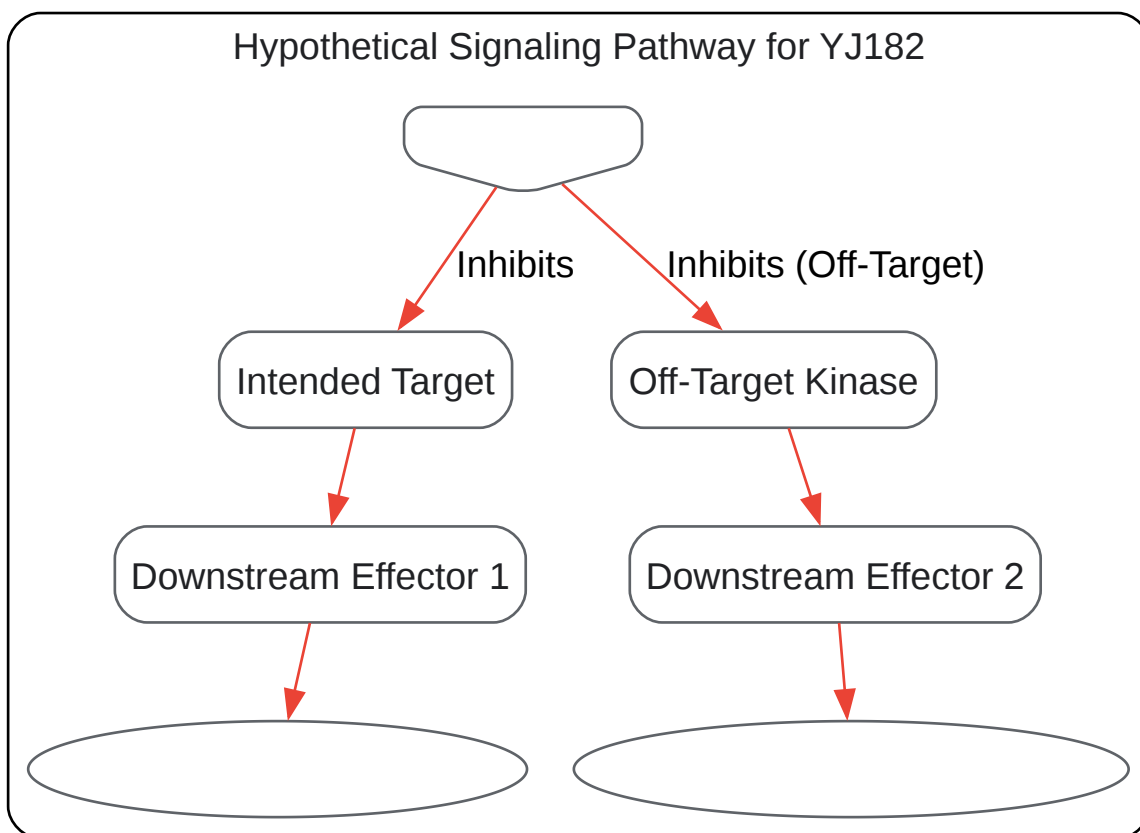 Hypothetical Signaling Pathway for YJ182
Inhibits
Inhibits (Off-Target)
Intended Target
Off-Target Kinase
Downstream Effector 1
Downstream Effector 2